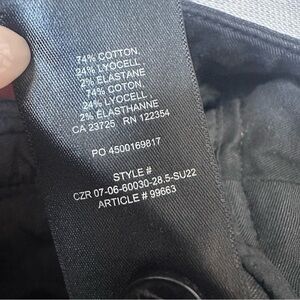 74% COTTON.
24% LYOCELL
2% ELASTANE
74% COTON.
24% LYOCELL
2% ÉLASTHANNE
CA 23725 RN 122354
PO 4500169817
STYLE #
CZR 07-06-60030-28.5-SU22
ARTICLE # 99663